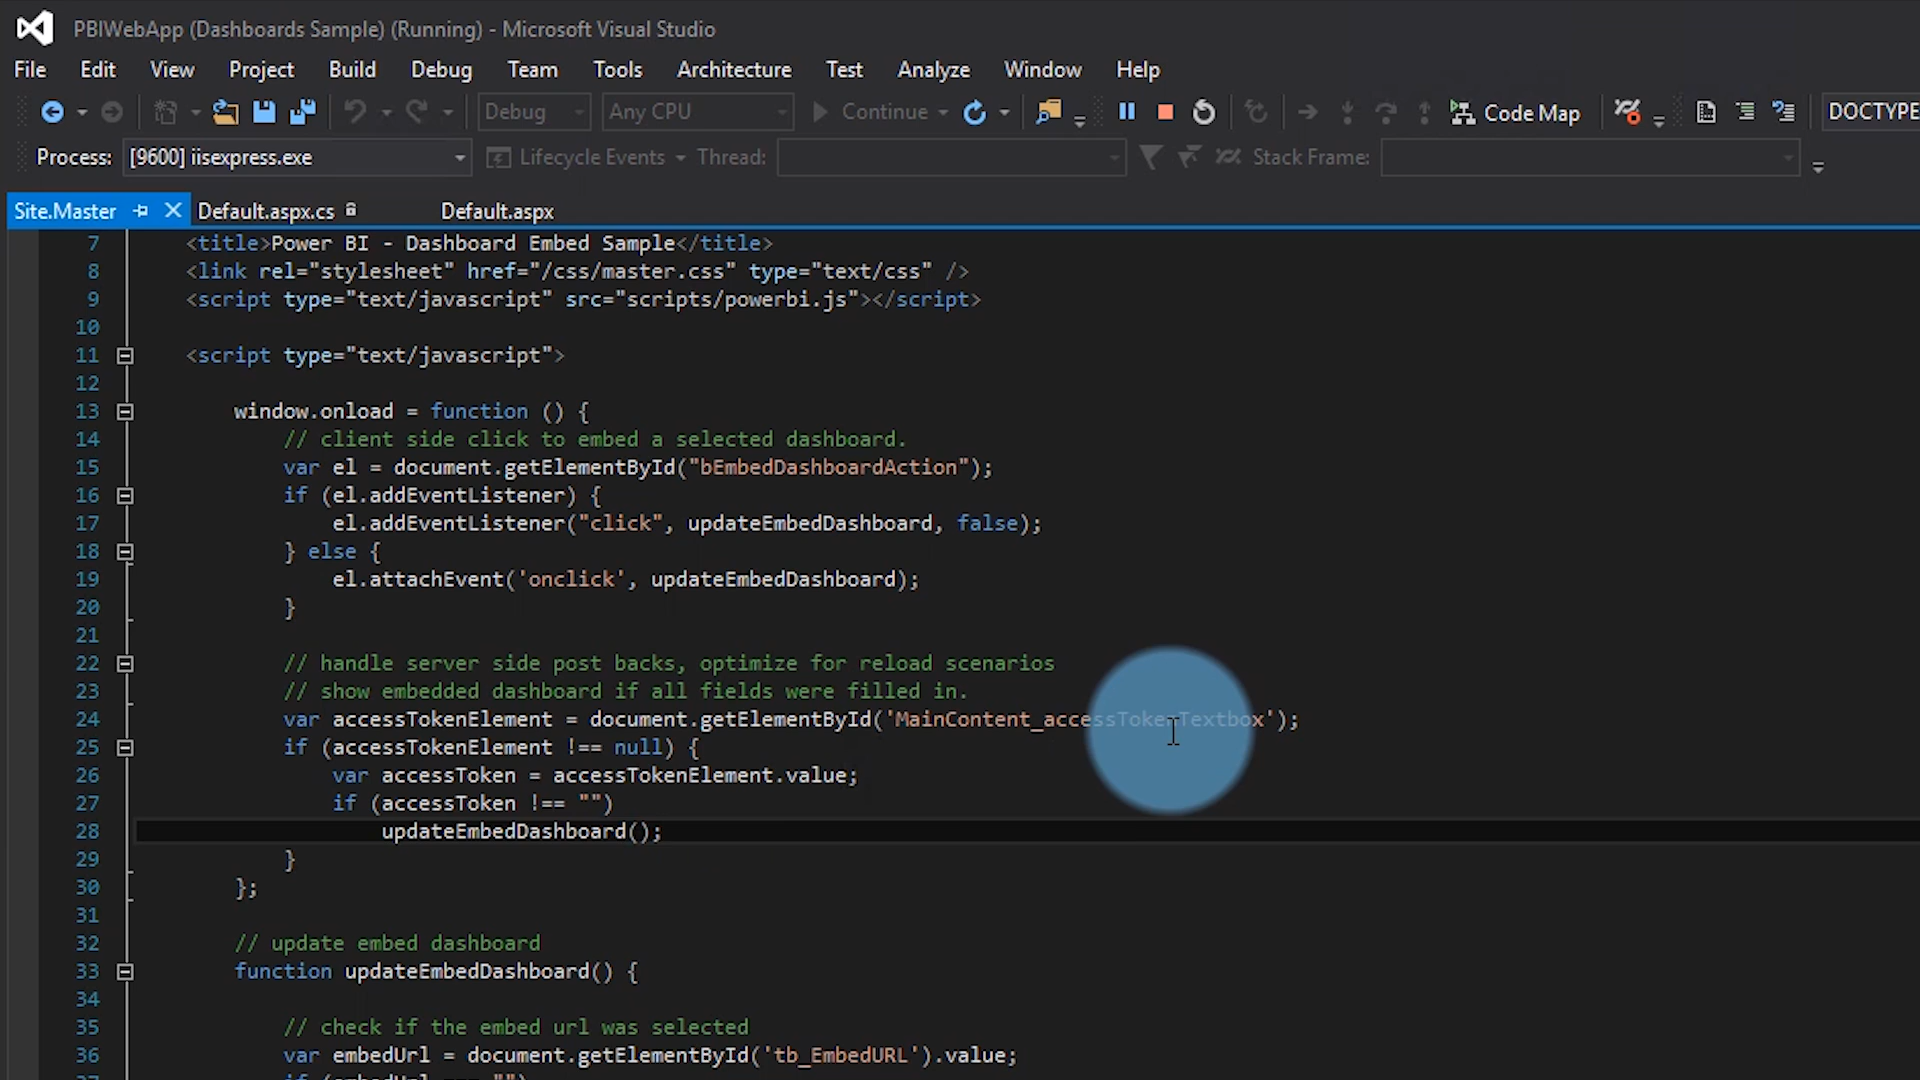 PBIWebApp (Dashboards Sample) (Running) - Microsoft Visual Studio
File Edit View Project Build Debug Team Tools Architecture Test Analyze Window Help
Debug Any CPU Continue Code Map DOCTYPE
Process: [9600] iisexpress.exe Lifecycle Events Thread: Stack Frame:
Site.Master Default.aspx.cs Default.aspx
7 <title>Power BI - Dashboard Embed Sample</title>
8 <link rel="stylesheet" href="/css/master.css" type="text/css" />
9 <script type="text/javascript" src="scripts/powerbi.js"></script>
10
11 <script type="text/javascript">
12
13 window.onload = function () {
14 // client side click to embed a selected dashboard.
15 var el = document.getElementById("bEmbedDashboardAction");
16 if (el.addEventListener) {
17 el.addEventListener("click", updateEmbedDashboard, false);
18 } else {
19 el.attachEvent('onclick', updateEmbedDashboard);
20 }
21
22 // handle server side post backs, optimize for reload scenarios
23 // show embedded dashboard if all fields were filled in.
24 var accessTokenElement = document.getElementById('MainContent_accessTokenTextbox');
25 if (accessTokenElement !== null) {
26 var accessToken = accessTokenElement.value;
27 if (accessToken !== "")
28 updateEmbedDashboard();
29 }
30 };
31
32 // update embed dashboard
33 function updateEmbedDashboard() {
34
35 // check if the embed url was selected
36 var embedUrl = document.getElementById('tb_EmbedURL').value;